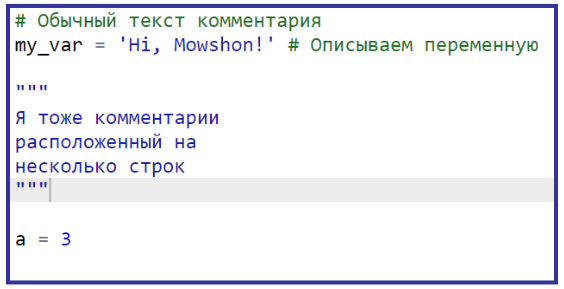 # Обычный текст комментария
my_var = 'Hi, Mowshon!' # Описываем переменную
"""
Я тоже комментарии
расположенный на
несколько строк
"""
a = 3